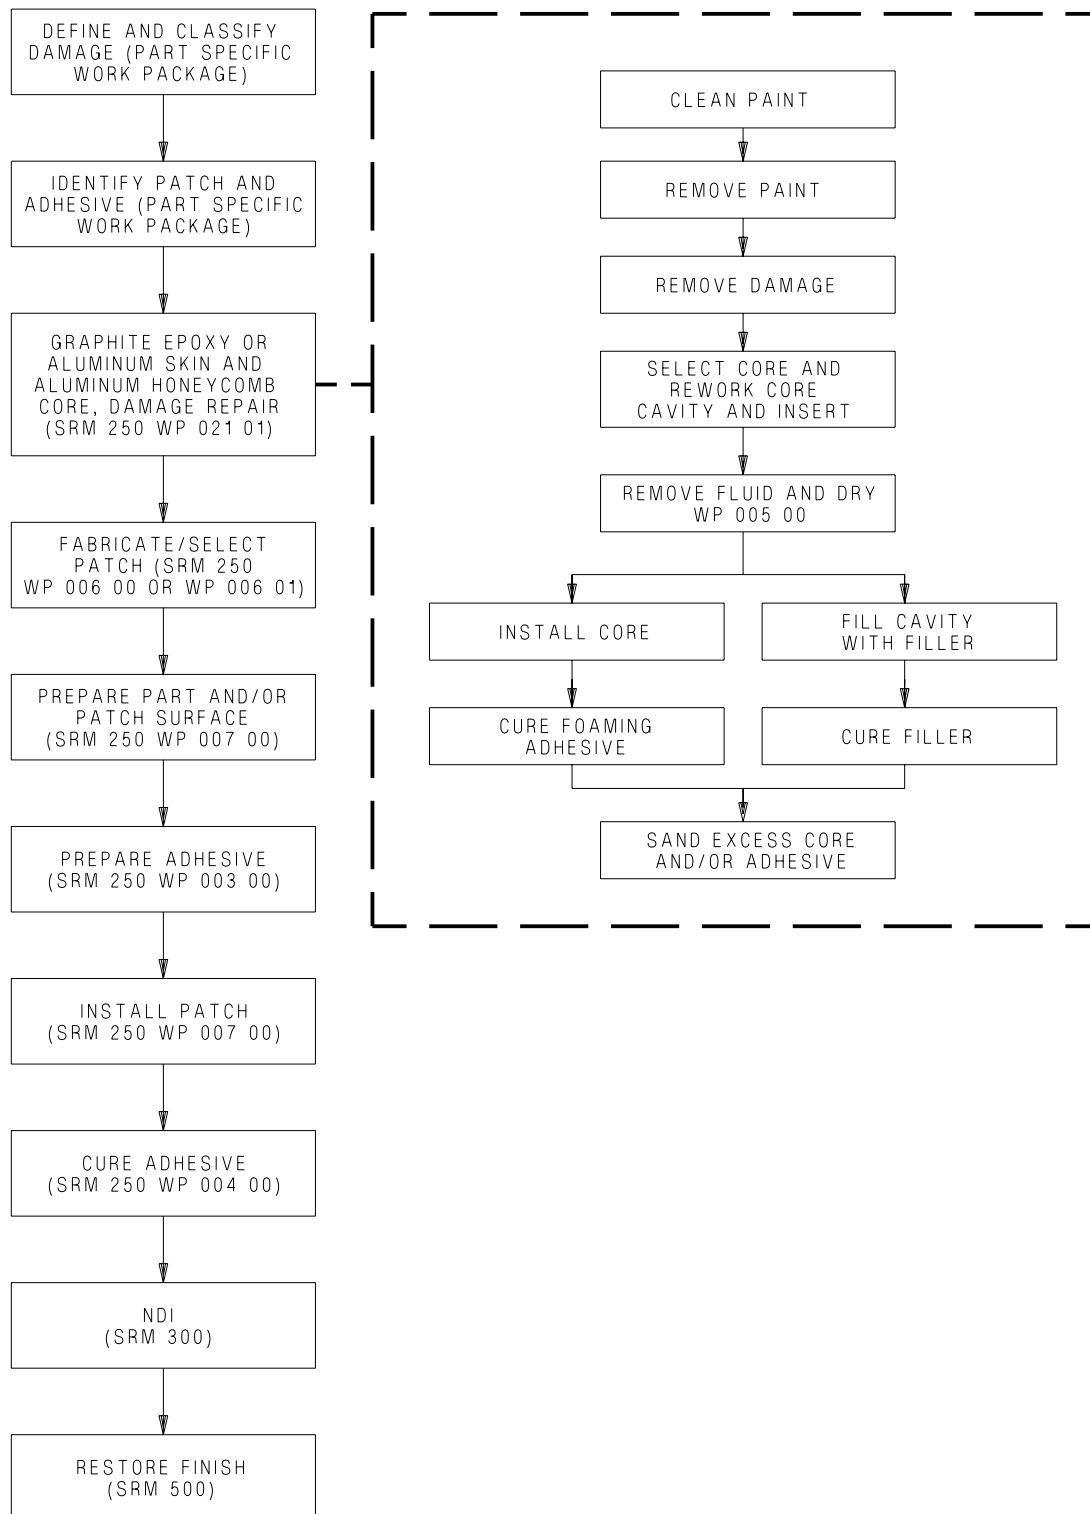 DEFINE AND CLASSIFY
DAMAGE (PART SPECIFIC
WORK PACKAGE)
IDENTIFY PATCH AND
ADHESIVE (PART SPECIFIC
WORK PACKAGE)
GRAPHITE EPOXY OR
ALUMINUM SKIN AND
ALUMINUM HONEYCOMB
CORE, DAMAGE REPAIR
(SRM 250 WP 021 01)
FABRICATE/SELECT
PATCH (SRM 250
WP 006 00 OR WP 006 01)
PREPARE PART AND/OR
PATCH SURFACE
(SRM 250 WP 007 00)
PREPARE ADHESIVE
(SRM 250 WP 003 00)
INSTALL PATCH
(SRM 250 WP 007 00)
CURE ADHESIVE
(SRM 250 WP 004 00)
NDI
(SRM 300)
RESTORE FINISH
(SRM 500)
CLEAN PAINT
REMOVE PAINT
REMOVE DAMAGE
SELECT CORE AND
REWORK CORE
CAVITY AND INSERT
REMOVE FLUID AND DRY
WP 005 00
INSTALL CORE
CURE FOAMING
ADHESIVE
FILL CAVITY
WITH FILLER
CURE FILLER
SAND EXCESS CORE
AND/OR ADHESIVE